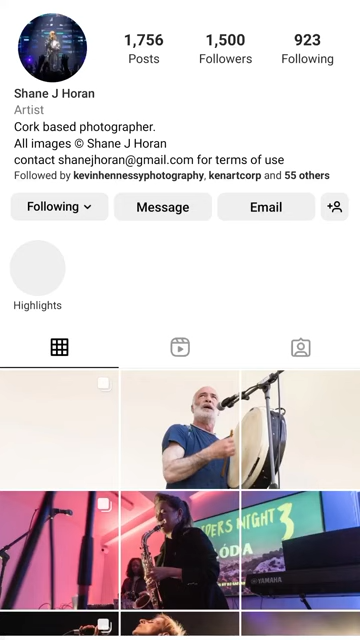 1,756 1,500 923
Posts Followers Following
Shane J Horan
Artist
Cork based photographer.
All images © Shane J Horan
contact shanejhoran@gmail.com for terms of use
Followed by kevinhennessyphotography, kenartcorp and 55 others
Following Message Email
Highlights
NIGHT 3
ÓDA
YAMAHA